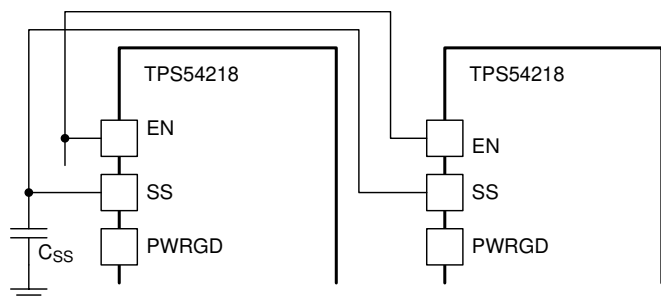 TPS54218
EN
SS
PWRGD
CSS
TPS54218
EN
SS
PWRGD